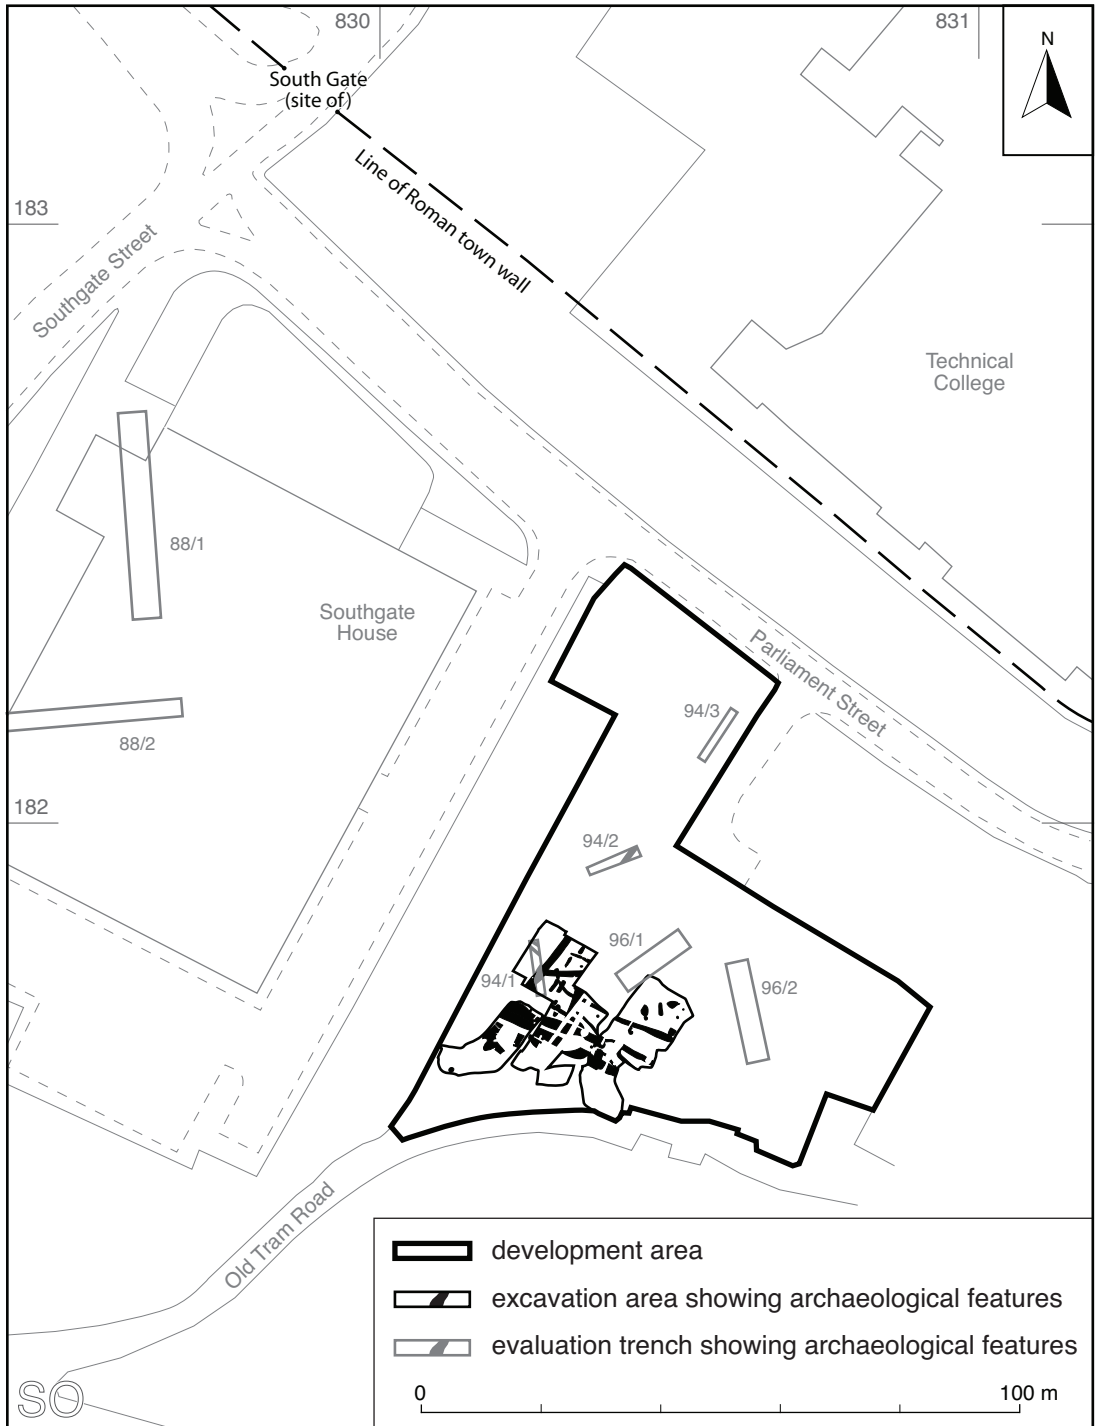 830
831
N
South Gate
(site of)
Line of Roman town wall
183
Southgate Street
Technical
College
88/1
Southgate
House
Parliament Street
94/3
88/2
182
94/2
96/1
94/1
96/2
Old Tram Road
development area
excavation area showing archaeological features
evaluation trench showing archaeological features
SO
0
100 m